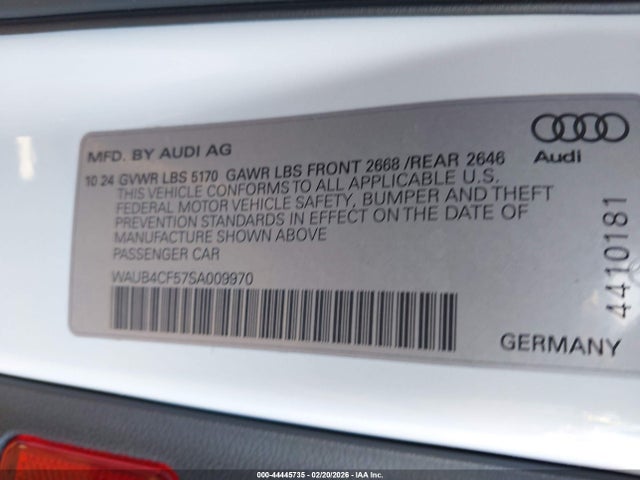 MFD. BY AUDI AG
10 24 GVWR LBS 5170 GAWR LBS FRONT 2668 /REAR 2646
THIS VEHICLE CONFORMS TO ALL APPLICABLE U.S.
FEDERAL MOTOR VEHICLE SAFETY, BUMPER AND THEFT
PREVENTION STANDARDS IN EFFECT ON THE DATE OF
MANUFACTURE SHOWN ABOVE
PASSENGER CAR
WAUB4CF57SA009970
Audi
4410181
GERMANY
000-44445735 - 02/20/2026 - IAA Inc.